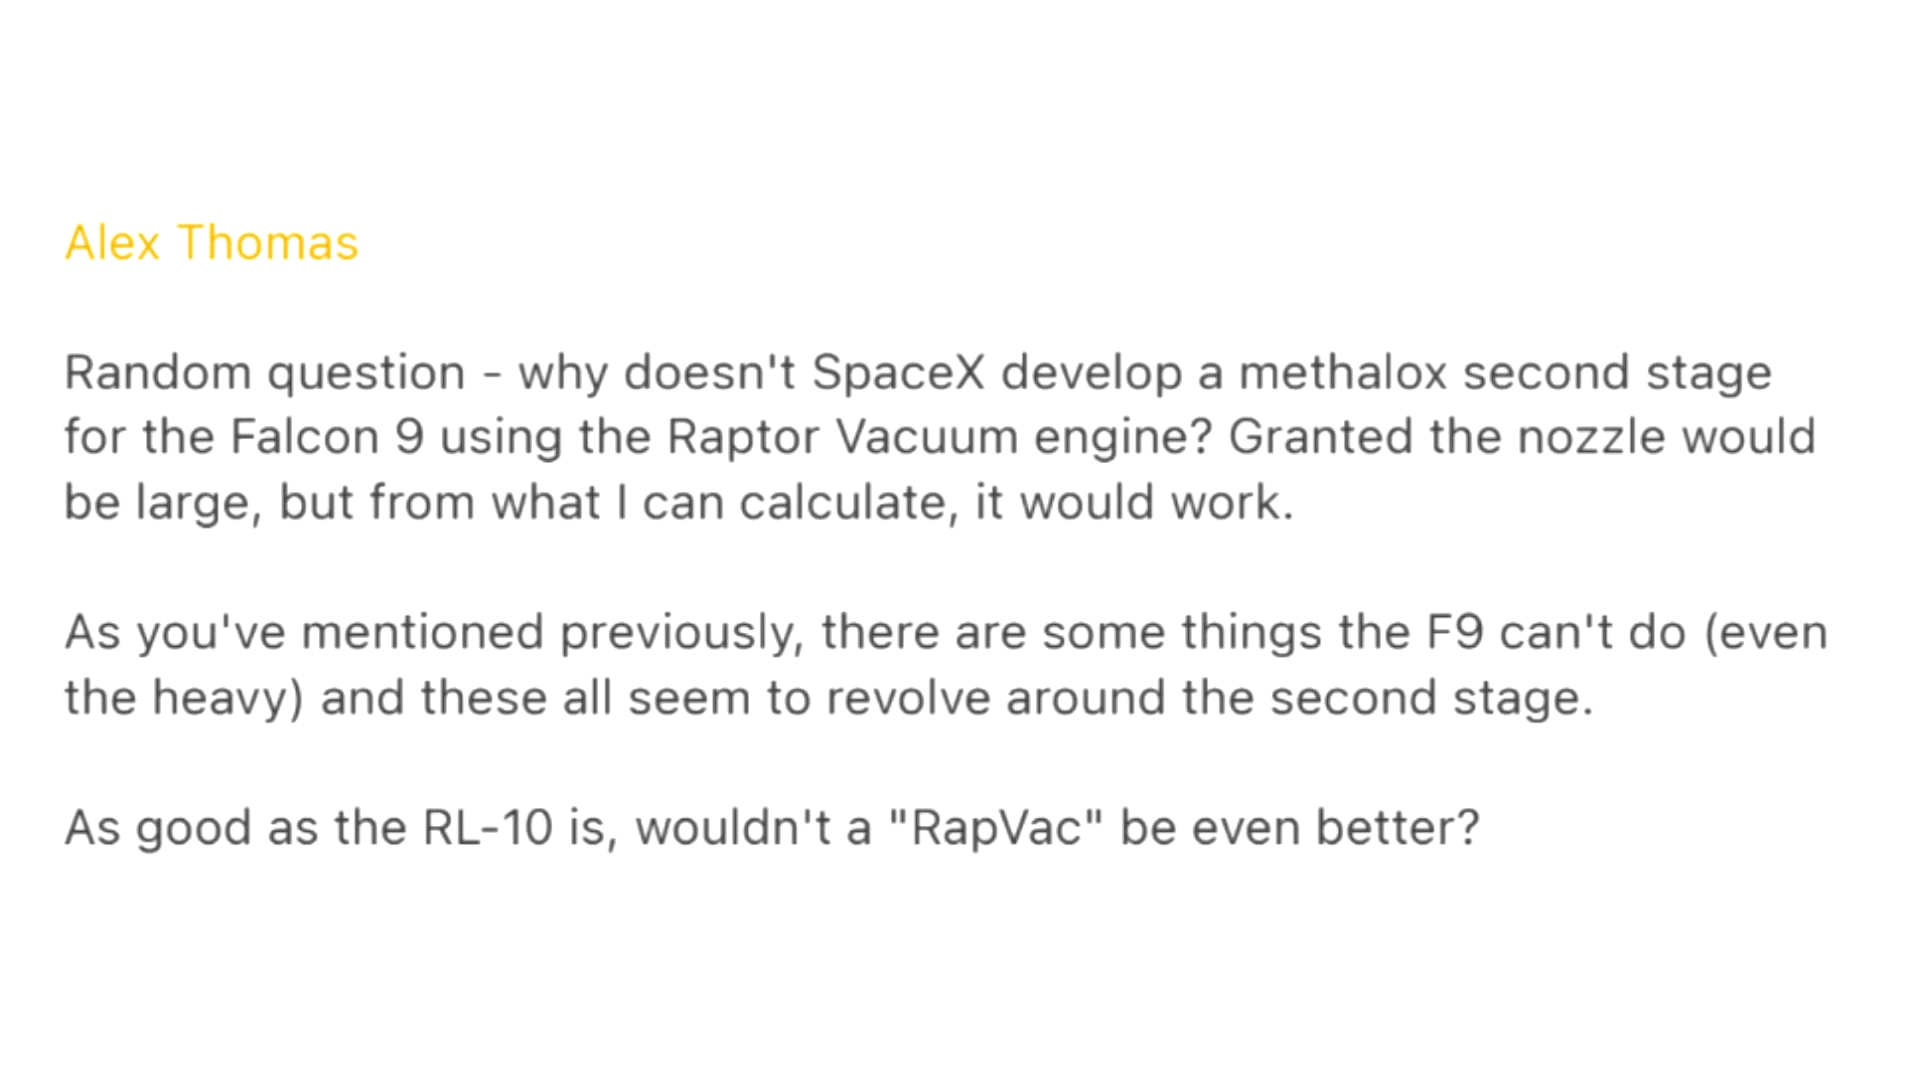 Alex Thomas
Random question - why doesn't SpaceX develop a methalox second stage
for the Falcon 9 using the Raptor Vacuum engine? Granted the nozzle would
be large, but from what I can calculate, it would work.
As you've mentioned previously, there are some things the F9 can't do (even
the heavy) and these all seem to revolve around the second stage.
As good as the RL-10 is, wouldn't a "RapVac" be even better?